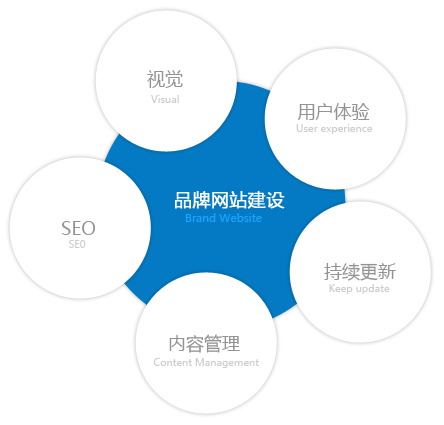 视觉
Visual
用户体验
User experience
品牌网站建设
Brand Website
SEO
SEO
持续更新
Keep update
内容管理
Content Management